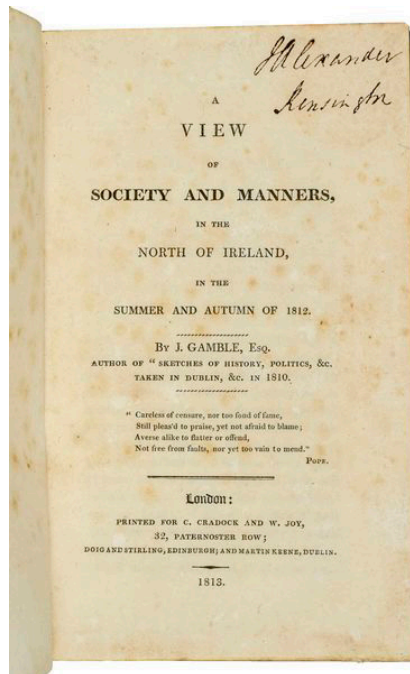 J Alexander
Kensington
A
VIEW
OF
SOCIETY AND MANNERS,
IN THE
NORTH OF IRELAND,
IN THE
SUMMER AND AUTUMN OF 1812.
BY J. GAMBLE, ESQ.
AUTHOR OF "SKETCHES OF HISTORY, POLITICS, &c.
TAKEN IN DUBLIN, &c. IN 1810.
" Careless of censure, nor too fond of fame,
Still pleas'd to praise, yet not afraid to blame;
Averse alike to flatter or offend,
Not free from faults, nor yet too vain to mend."
POPE.
London:
PRINTED FOR C. CRADOCK AND W. JOY,
32, PATERNOSTER ROW;
DOIG AND STIRLING, EDINBURGH; AND MARTIN KEENE, DUBLIN.
1813.